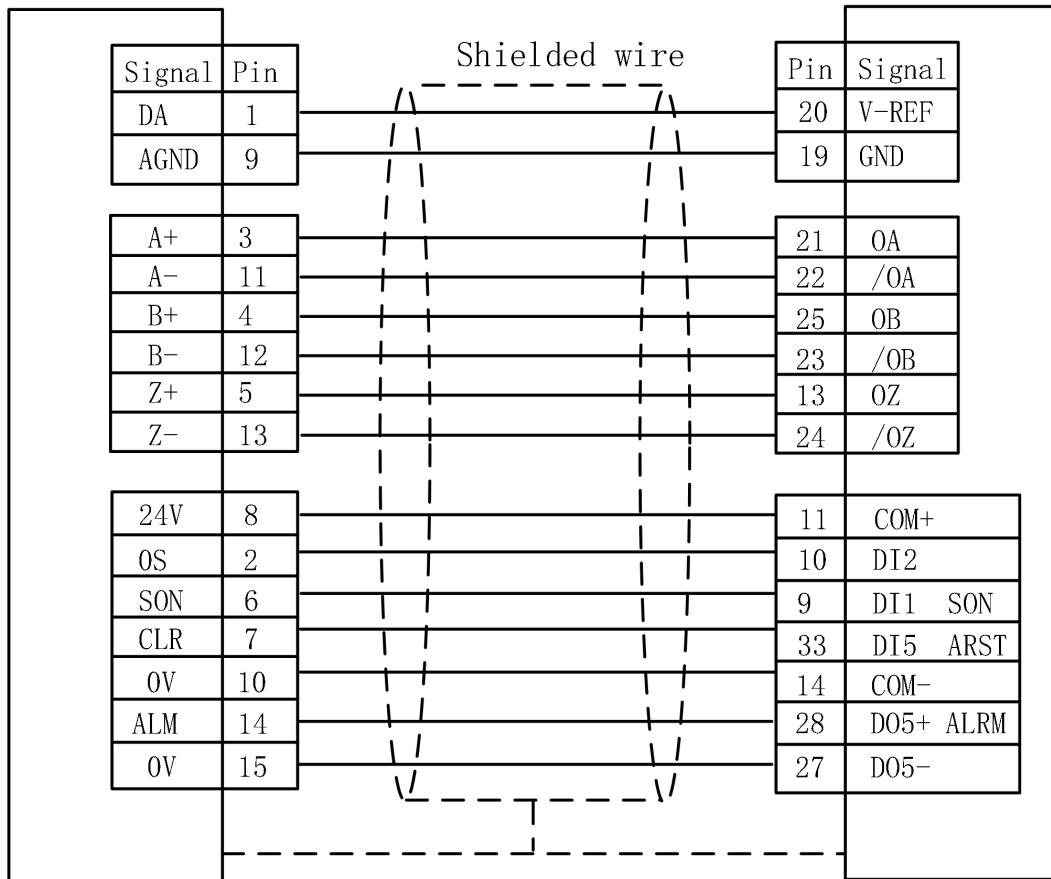 Shielded wire
Signal Pin
DA 1
AGND 9
A+ 3
A- 11
B+ 4
B- 12
Z+ 5
Z- 13
24V 8
OS 2
SON 6
CLR 7
0V 10
ALM 14
0V 15
Pin Signal
20 V-REF
19 GND
21 OA
22 /OA
25 OB
23 /OB
13 OZ
24 /OZ
11 COM+
10 DI2
9 DI1 SON
33 DI5 ARST
14 COM-
28 DO5+ ALRM
27 DO5-